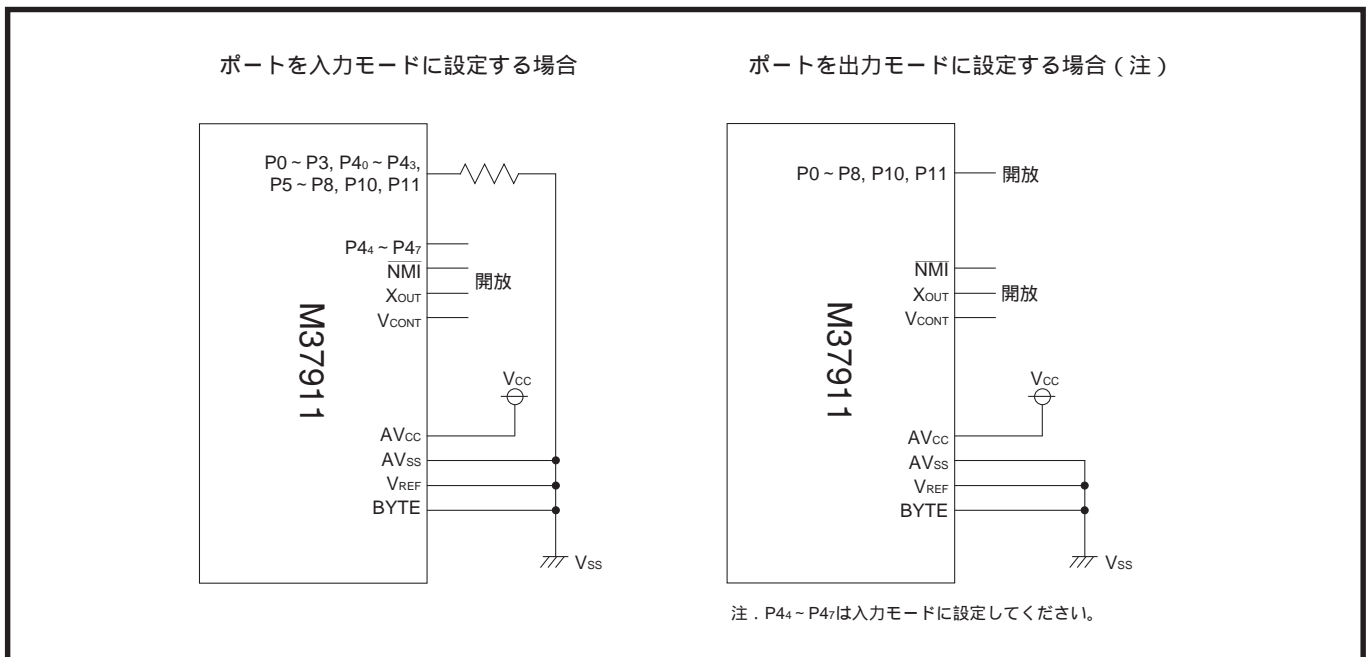 ポートを入力モードに設定する場合
P0 ~ P3, P40 ~ P43,
P5 ~ P8, P10, P11
P44 ~ P47
NMI
XOUT
VCONT
開放
M37911
VCC
AVCC
AVSS
VREF
BYTE
VSS
ポートを出力モードに設定する場合(注)
P0 ~ P8, P10, P11
開放
NMI
XOUT
VCONT
開放
M37911
VCC
AVCC
AVSS
VREF
BYTE
VSS
注．P44 ~ P47は入力モードに設定してください。